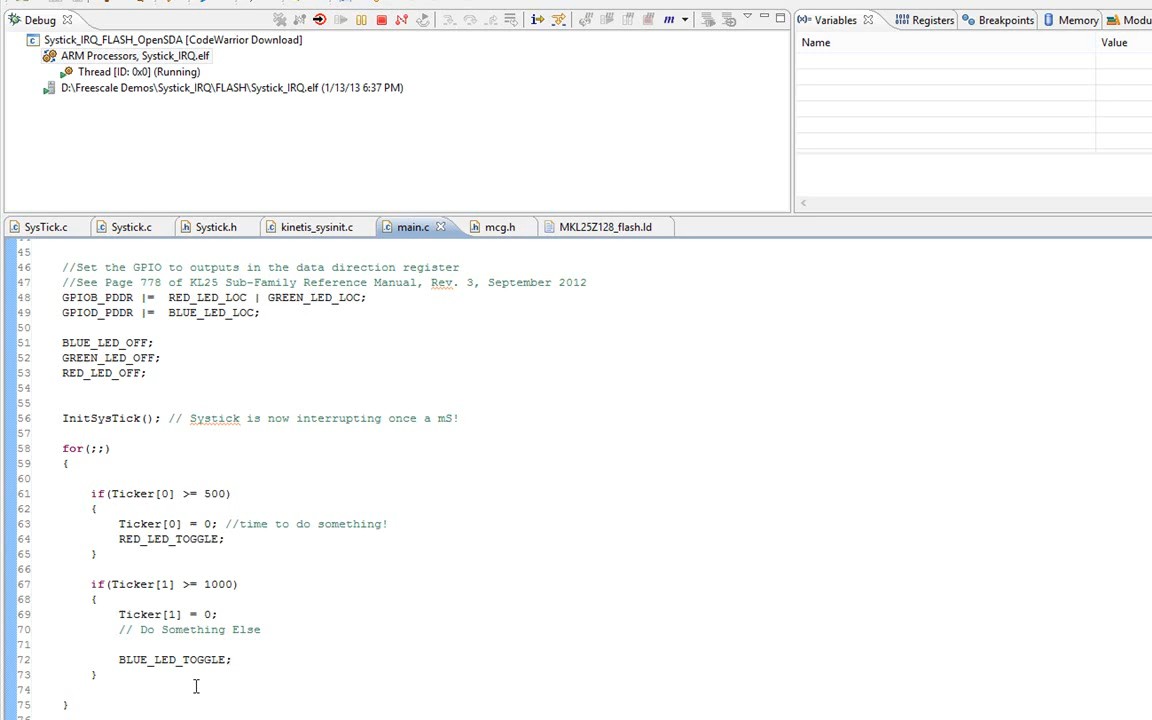 Debug
Systick_IRQ_FLASH_OpenSDA [CodeWarrior Download]
ARM Processors, Systick_IRQ.elf
Thread [ID: 0x0] (Running)
D:\Freescale Demos\Systick_IRQ\FLASH\Systick_IRQ.elf (1/13/13 6:37 PM)
(x)= Variables
Registers
Breakpoints
Memory
Modu
Name Value
SysTick.c Systick.c Systick.h kinetis_sysinit.c main.c mcg.h MKL25Z128_flash.ld
45
46 //Set the GPIO to outputs in the data direction register
47 //See Page 778 of KL25 Sub-Family Reference Manual, Rev. 3, September 2012
48 GPIOB_PDDR |= RED_LED_LOC | GREEN_LED_LOC;
49 GPIOD_PDDR |= BLUE_LED_LOC;
50
51 BLUE_LED_OFF;
52 GREEN_LED_OFF;
53 RED_LED_OFF;
54
55
56 InitSysTick(); // Systick is now interrupting once a mS!
57
58 for(;;)
59 {
60
61 if(Ticker[0] >= 500)
62 {
63 Ticker[0] = 0; //time to do something!
64 RED_LED_TOGGLE;
65 }
66
67 if(Ticker[1] >= 1000)
68 {
69 Ticker[1] = 0;
70 // Do Something Else
71
72 BLUE_LED_TOGGLE;
73 }
74
75 }